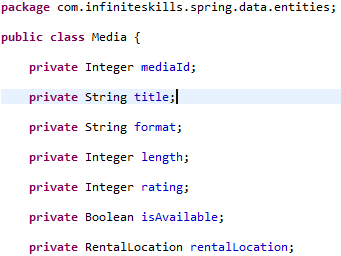 package com.infiniteskills.spring.data.entities;
public class Media {
private Integer mediaId;
private String title;
private String format;
private Integer length;
private Integer rating;
private Boolean isAvailable;
private RentalLocation rentalLocation;